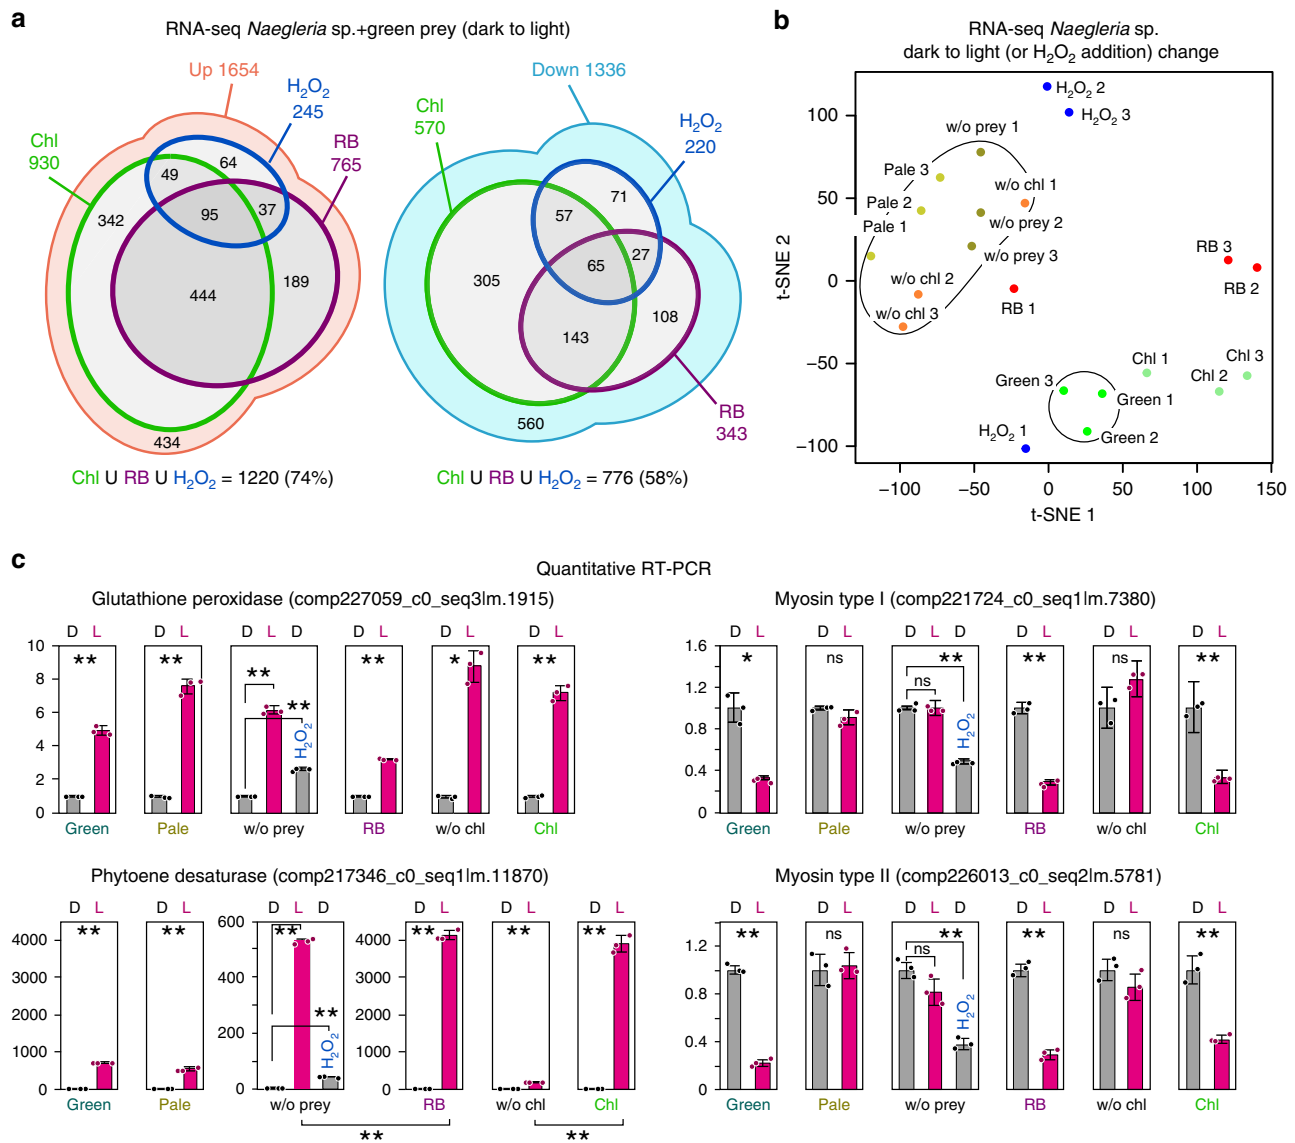 a
RNA-seq Naegleria sp.+green prey (dark to light)
Up 1654
H2O2
245
Chl
930
RB
765
64
49
37
342
95
189
444
434
Chl U RB U H2O2 = 1220 (74%)
Down 1336
Chl
570
H2O2
220
71
57
27
305
65
108
143
560
RB
343
Chl U RB U H2O2 = 776 (58%)
b
RNA-seq Naegleria sp.
dark to light (or H2O2 addition) change
t-SNE 2
100
50
0
−50
−100
H2O2 2
H2O2 3
w/o prey 1
Pale 3
w/o chl 1
Pale 2
w/o prey 2
Pale 1
w/o prey 3
RB 3
w/o chl 2
RB 2
RB 1
w/o chl 3
Chl 1
Chl 3
Green 3
Chl 2
Green 1
H2O2 1
Green 2
−100 −50 0 50 100 150
t-SNE 1
c
Quantitative RT-PCR
Glutathione peroxidase (comp227059_c0_seq3|m.1915)
D L D L D L D D L D L D L
10
8
6
4
2
0
** ** ** ** ** * **
H2O2
Green Pale w/o prey RB w/o chl Chl
Myosin type I (comp221724_c0_seq1|m.7380)
D L D L D L D D L D L D L
1.6
1.2
0.8
0.4
0
* ns ns ** ** ns **
H2O2
Green Pale w/o prey RB w/o chl Chl
Phytoene desaturase (comp217346_c0_seq1|m.11870)
D L D L D L D D L D L D L
4000
3000
2000
1000
0
600
400
200
0
4000
3000
2000
1000
0
** ** ** ** ** ** **
H2O2
Green Pale w/o prey RB w/o chl Chl
** **
Myosin type II (comp226013_c0_seq2|m.5781)
D L D L D L D D L D L D L
1.2
0.8
0.4
0
** ns ns ** ** ns **
H2O2
Green Pale w/o prey RB w/o chl Chl